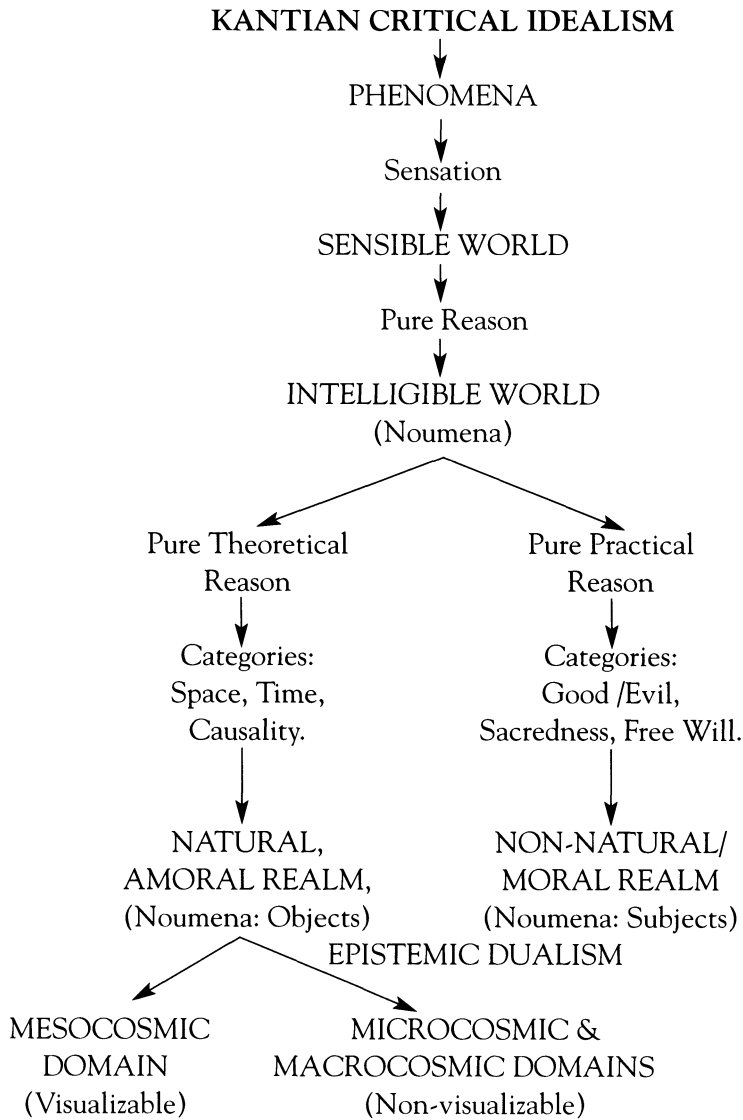 KANTIAN CRITICAL IDEALISM
PHENOMENA
Sensation
SENSIBLE WORLD
Pure Reason
INTELLIGIBLE WORLD
(Noumena)
Pure Theoretical
Reason
Categories:
Space, Time,
Causality.
NATURAL,
AMORAL REALM,
(Noumena: Objects)
Pure Practical
Reason
Categories:
Good /Evil,
Sacredness, Free Will.
NON-NATURAL/
MORAL REALM
(Noumena: Subjects)
EPISTEMIC DUALISM
MESOCOSMIC
DOMAIN
(Visualizable)
MICROCOSMIC &
MACROCOSMIC DOMAINS
(Non-visualizable)